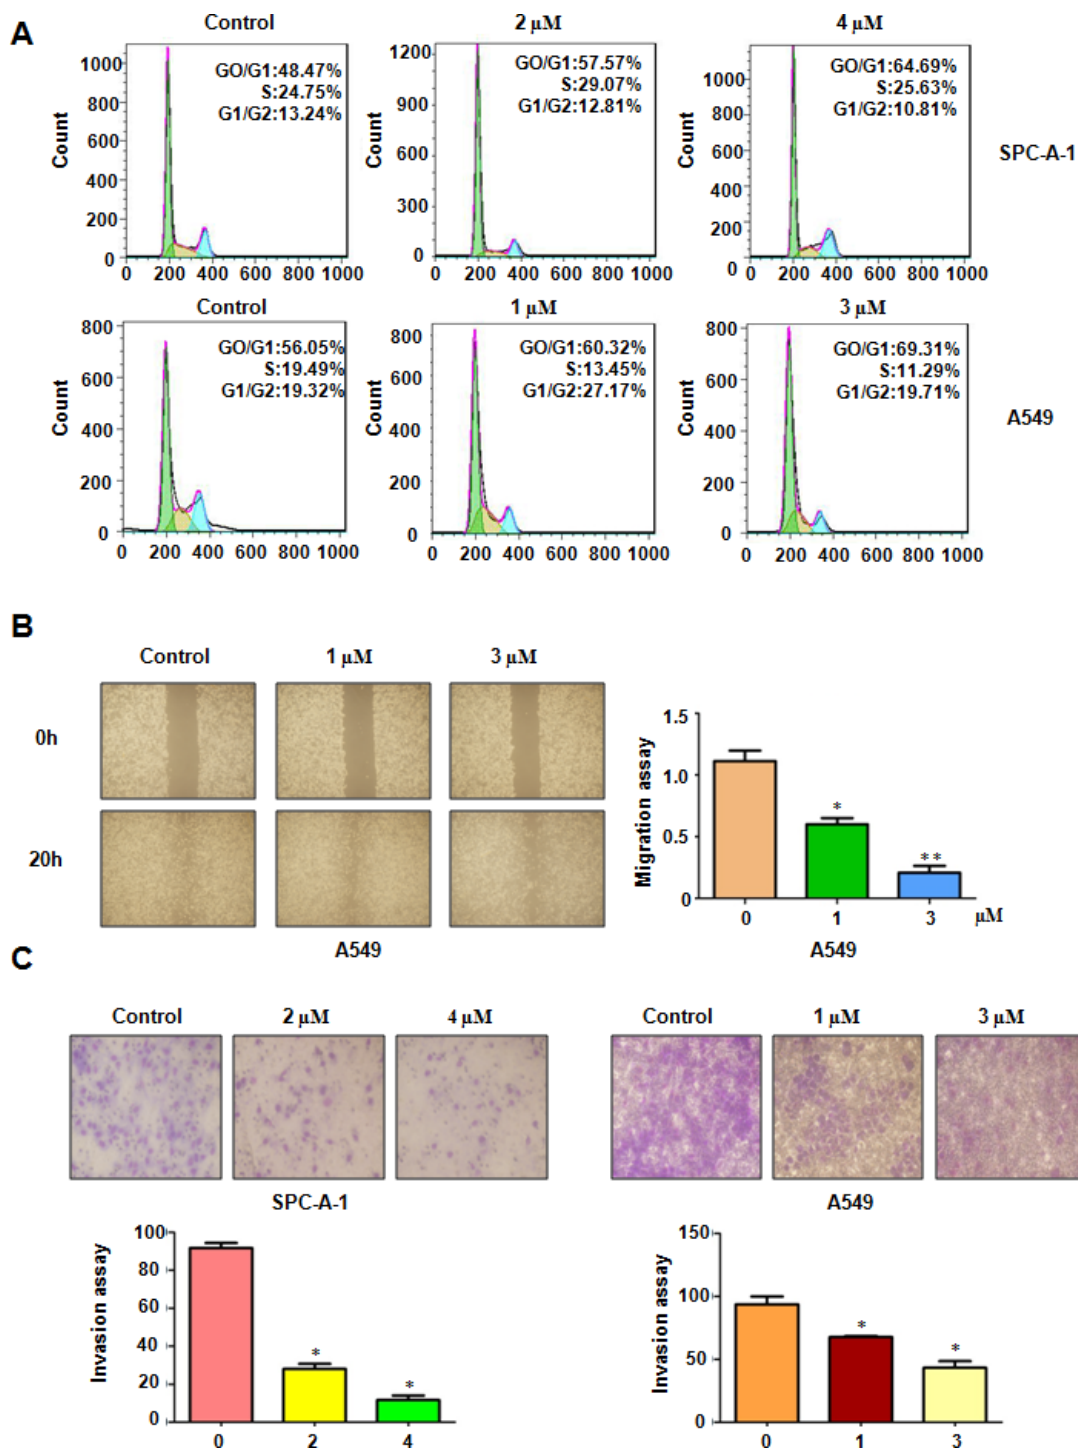 A
Control
2 µM
4 µM
Count
1000
800
600
400
200
0
GO/G1:48.47%
S:24.75%
G1/G2:13.24%
0 200 400 600 800 1000
Count
1200
900
600
300
0
GO/G1:57.57%
S:29.07%
G1/G2:12.81%
0 200 400 600 800 1000
Count
1000
800
600
400
200
0
GO/G1:64.69%
S:25.63%
G1/G2:10.81%
0 200 400 600 800 1000
SPC-A-1
Control
1 µM
3 µM
Count
800
600
400
200
0
GO/G1:56.05%
S:19.49%
G1/G2:19.32%
0 200 400 600 800 1000
Count
800
600
400
200
0
GO/G1:60.32%
S:13.45%
G1/G2:27.17%
0 200 400 600 800 1000
Count
800
600
400
200
0
GO/G1:69.31%
S:11.29%
G1/G2:19.71%
0 200 400 600 800 1000
A549
B
Control
1 µM
3 µM
0h
20h
A549
Migration assay
1.5
1.0
0.5
0
*
**
0 1 3 µM
A549
C
Control
2 µM
4 µM
SPC-A-1
Control
1 µM
3 µM
A549
Invasion assay
100
80
60
40
20
0
*
*
0 2 4
Invasion assay
150
100
50
0
*
*
0 1 3